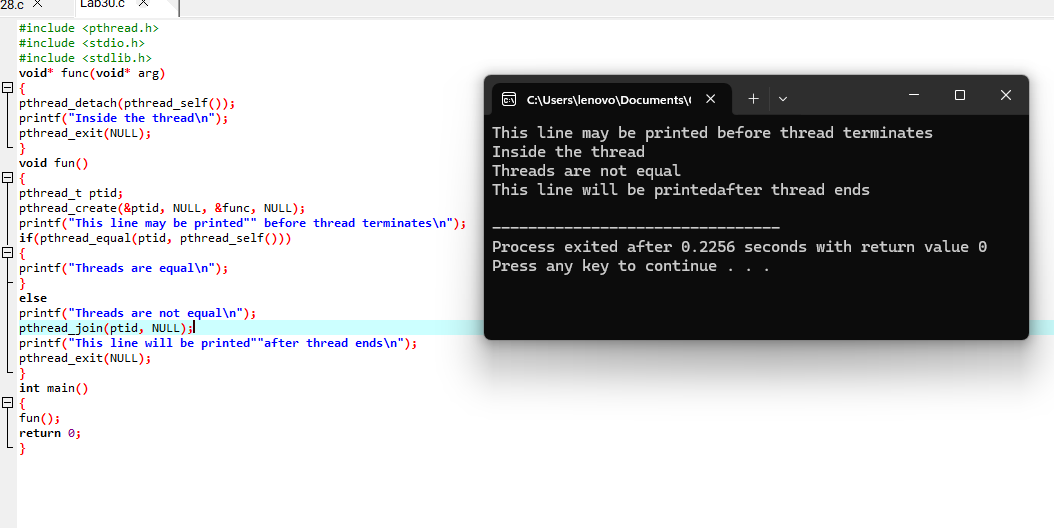 28.c
Lab30.c
#include <pthread.h>
#include <stdio.h>
#include <stdlib.h>
void* func(void* arg)
{
pthread_detach(pthread_self());
printf("Inside the thread\n");
pthread_exit(NULL);
}
void fun()
{
pthread_t ptid;
pthread_create(&ptid, NULL, &func, NULL);
printf("This line may be printed"" before thread terminates\n");
if(pthread_equal(ptid, pthread_self()))
{
printf("Threads are equal\n");
}
else
printf("Threads are not equal\n");
pthread_join(ptid, NULL);
printf("This line will be printed""after thread ends\n");
pthread_exit(NULL);
}
int main()
{
fun();
return 0;
}
C:\Users\lenovo\Documents\
This line may be printed before thread terminates
Inside the thread
Threads are not equal
This line will be printedafter thread ends
--------------------------------
Process exited after 0.2256 seconds with return value 0
Press any key to continue . . .